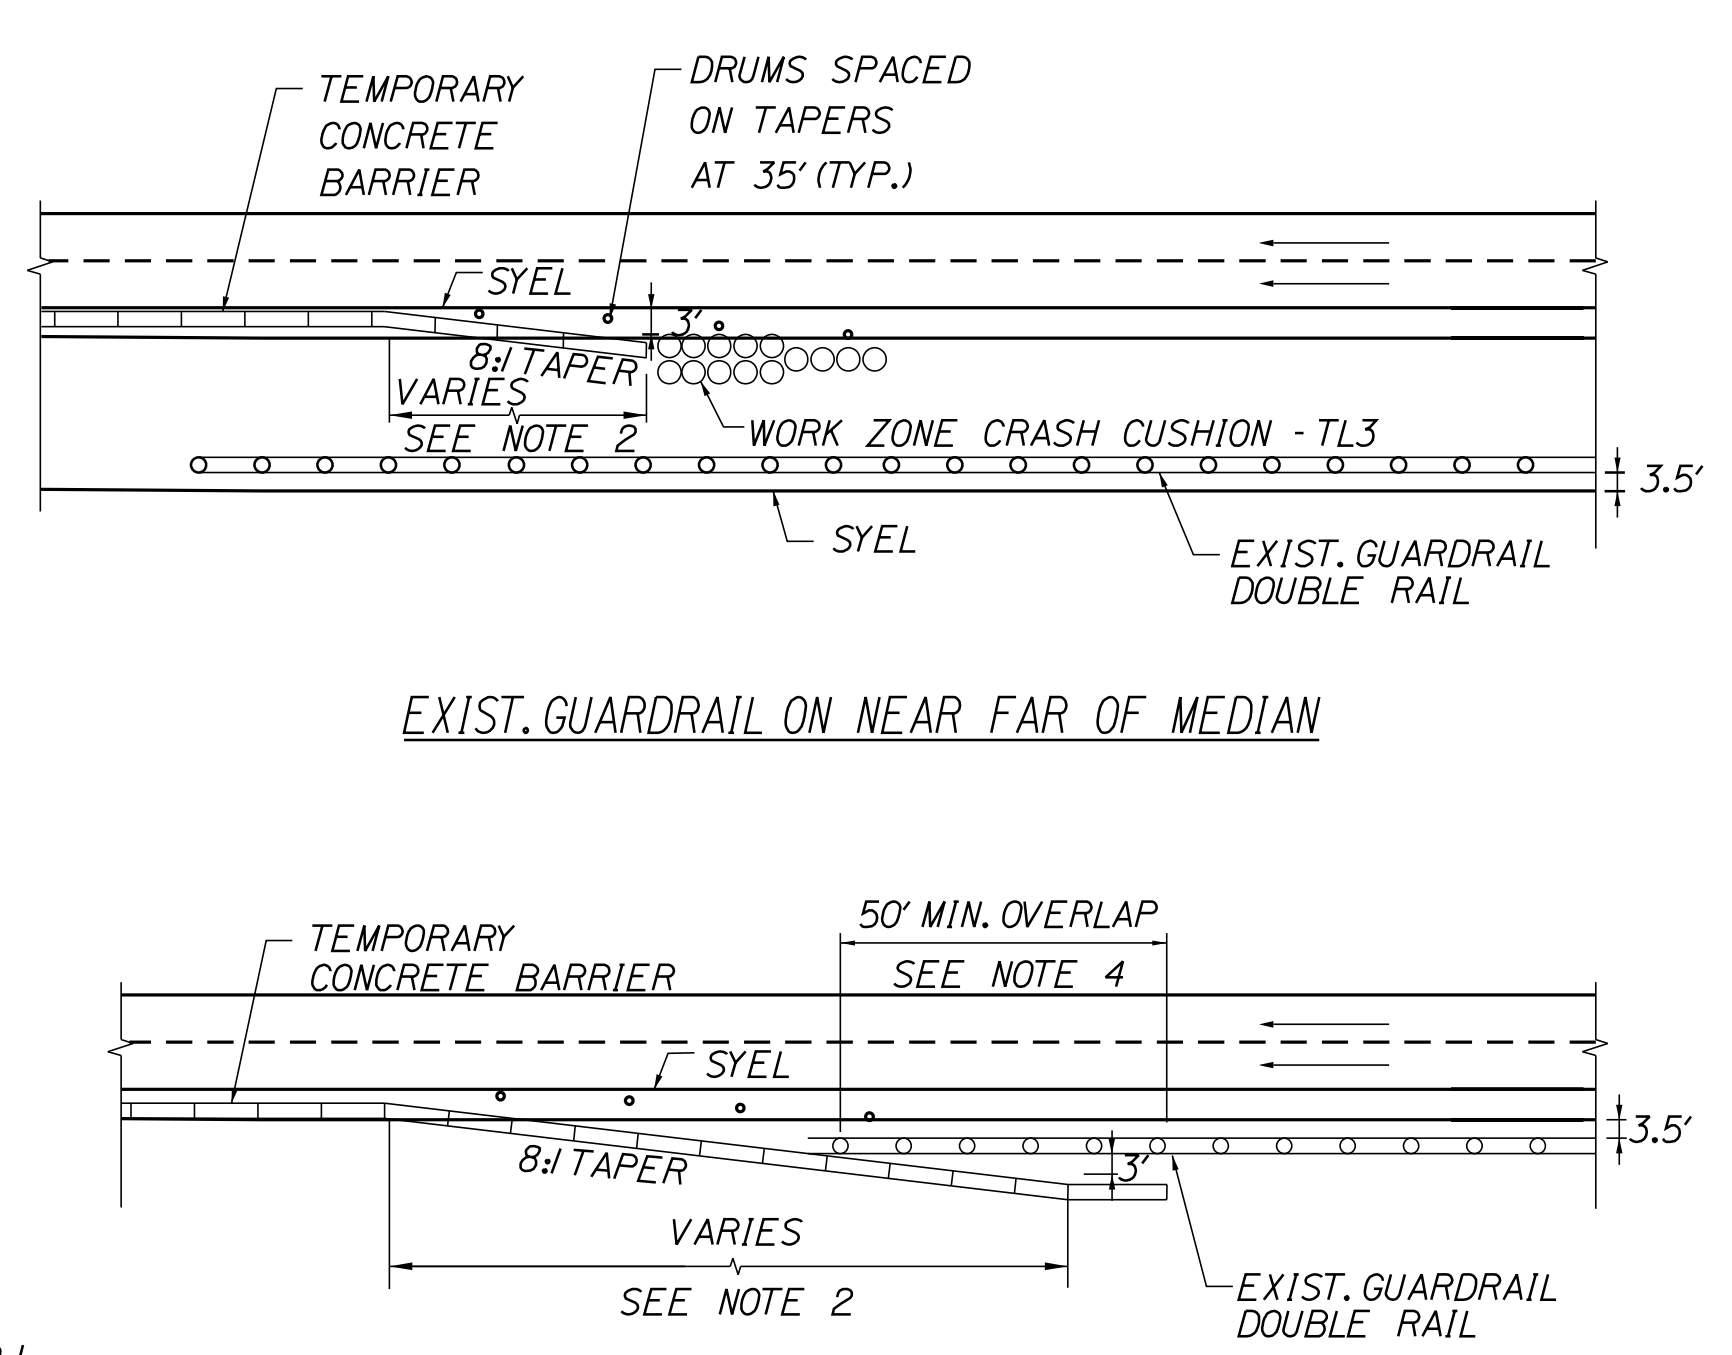 TEMPORARY
CONCRETE
BARRIER
DRUMS SPACED
ON TAPERS
AT 35' (TYP.)
SYEL
3'
8:1 TAPER
VARIES
SEE NOTE 2
WORK ZONE CRASH CUSHION - TL3
3.5'
SYEL
EXIST. GUARDRAIL
DOUBLE RAIL
EXIST. GUARDRAIL ON NEAR FAR OF MEDIAN
50' MIN. OVERLAP
SEE NOTE 4
TEMPORARY
CONCRETE BARRIER
SYEL
3.5'
8:1 TAPER
3'
VARIES
SEE NOTE 2
EXIST. GUARDRAIL
DOUBLE RAIL